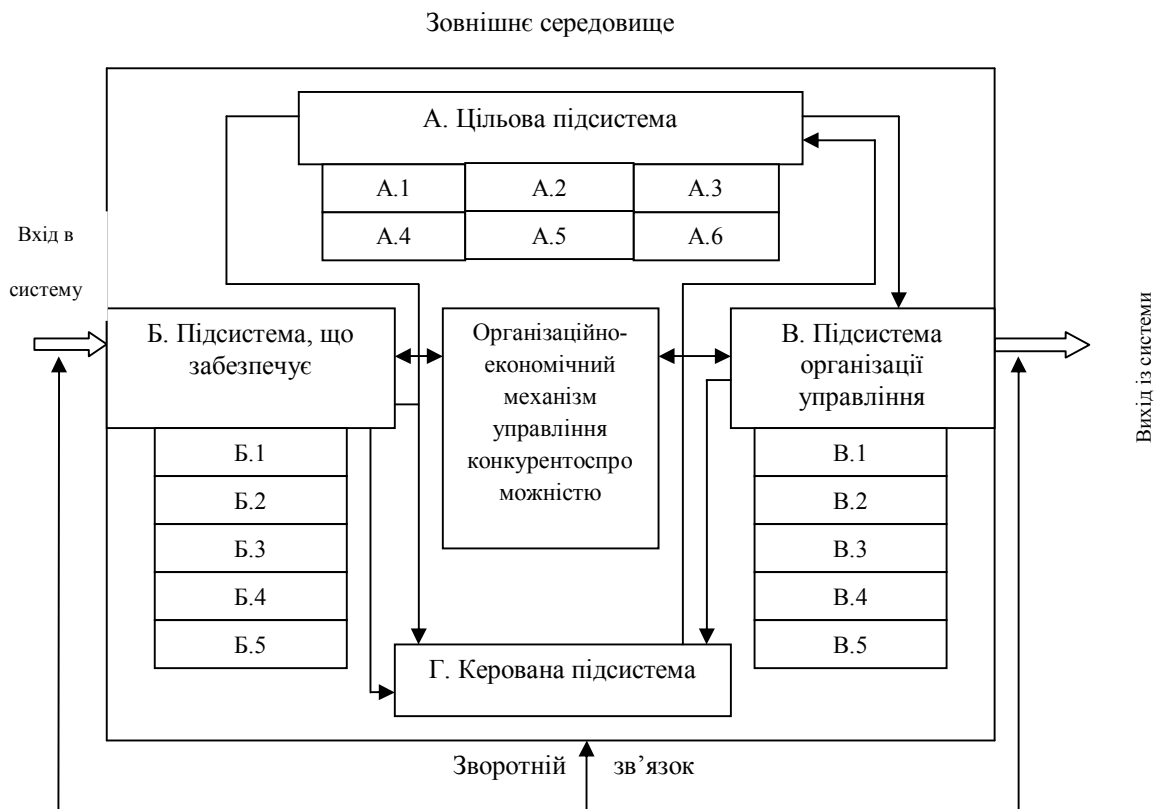 Зовнішнє середовище
А. Цільова підсистема
А.1 А.2 А.3
А.4 А.5 А.6
Вхід в
систему
Б. Підсистема, що
забезпечує
Організаційно-
економічний
механізм
управління
конкурентоспро
можністю
В. Підсистема
організації
управління
Вихід із системи
Б.1
Б.2
Б.3
Б.4
Б.5
В.1
В.2
В.3
В.4
В.5
Г. Керована підсистема
Зворотній зв’язок